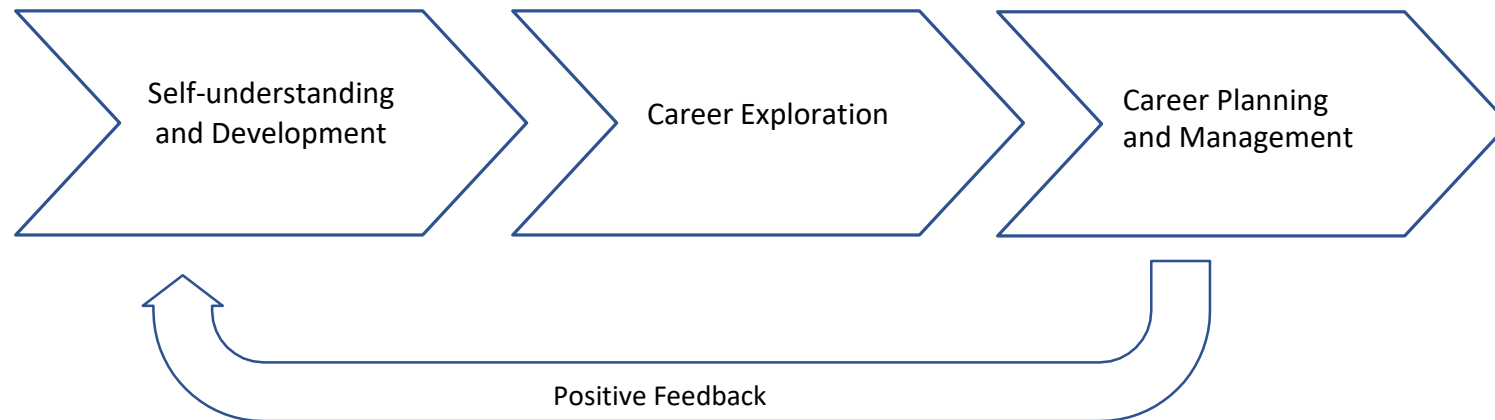 Self-understanding
and Development
Career Exploration
Career Planning
and Management
Positive Feedback